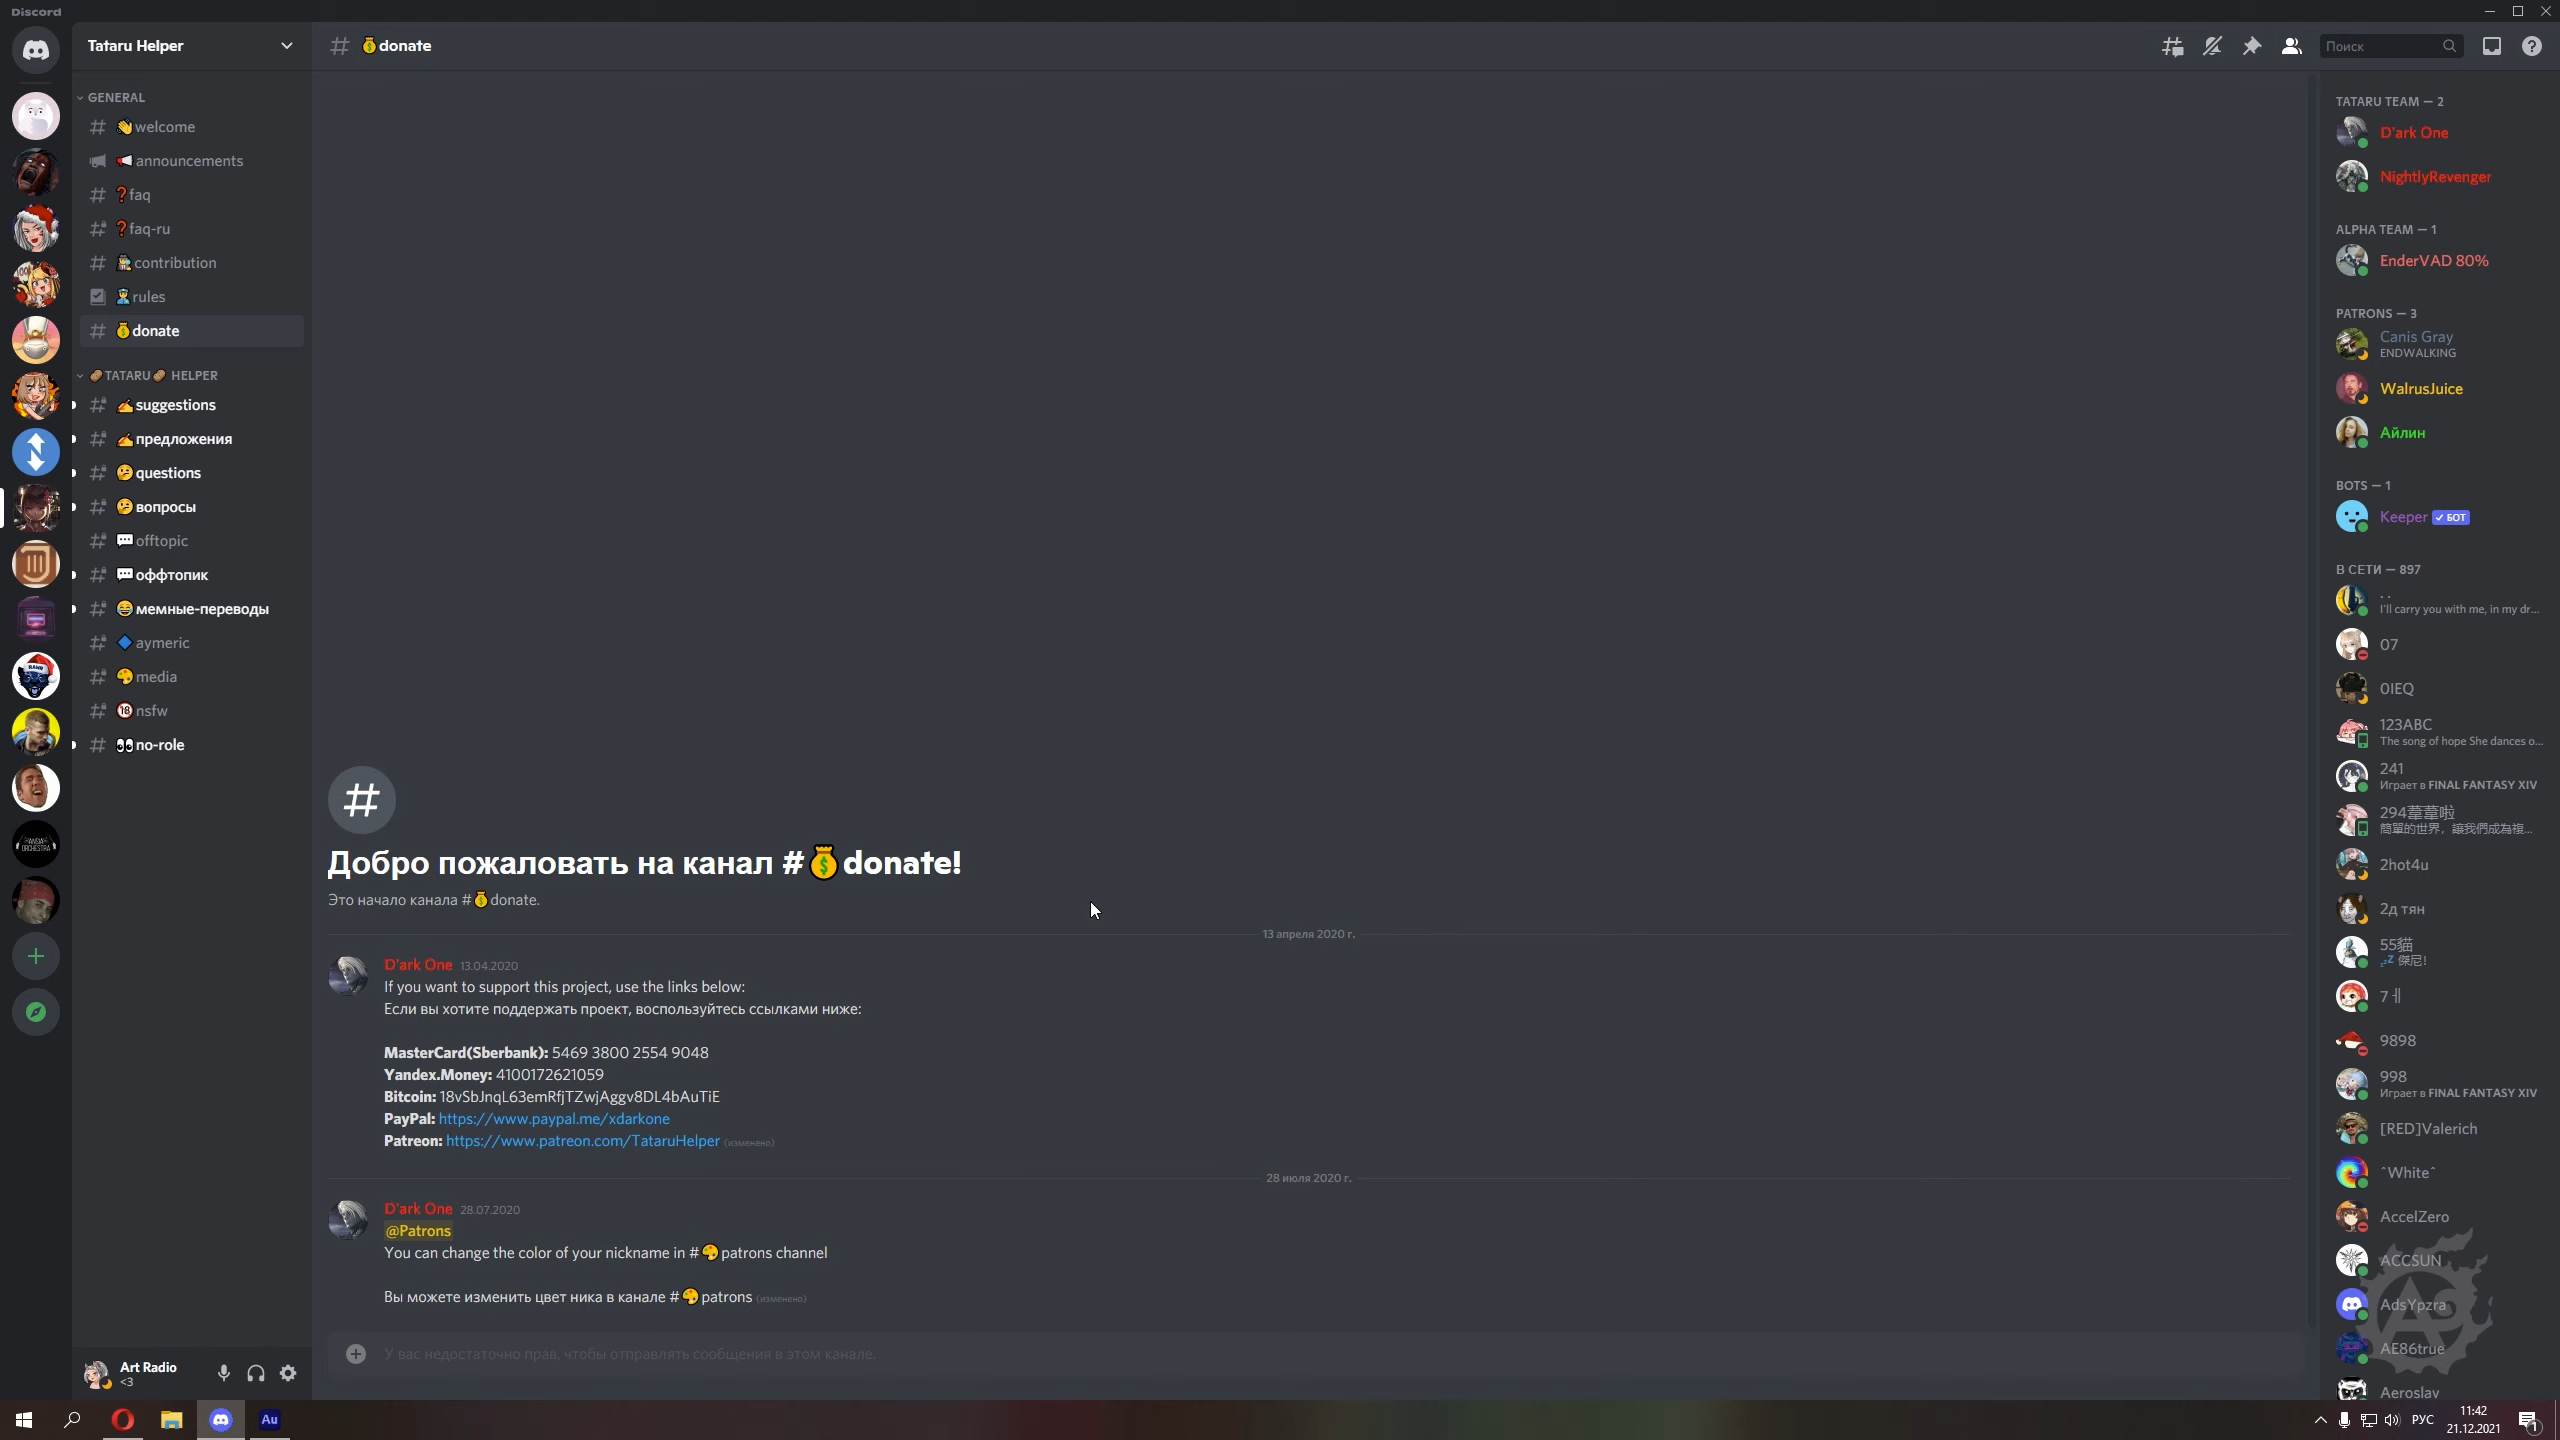 Discord
Tataru Helper
💰donate
Поиск
GENERAL
👋welcome
📢announcements
❓faq
❓faq-ru
contribution
rules
💰donate
🥔TATARU🥔 HELPER
✍suggestions
✍предложения
🤔questions
🤔вопросы
💬offtopic
💬оффтопик
😂мемные-переводы
🔷aymeric
🎨media
🔞nsfw
👀no-role
Art Radio
<3
Добро пожаловать на канал #💰donate!
Это начало канала #💰donate.
13 апреля 2020 г.
D'ark One 13.04.2020
If you want to support this project, use the links below:
Если вы хотите поддержать проект, воспользуйтесь ссылками ниже:
MasterCard(Sberbank): 5469 3800 2554 9048
Yandex.Money: 4100172621059
Bitcoin: 18vSbJnqL63emRfjTZwjAggv8DL4bAuTiE
PayPal: https://www.paypal.me/xdarkone
Patreon: https://www.patreon.com/TataruHelper (изменено)
28 июля 2020 г.
D'ark One 28.07.2020
@Patrons
You can change the color of your nickname in #🎨patrons channel
Вы можете изменить цвет ника в канале #🎨patrons (изменено)
У вас недостаточно прав, чтобы отправлять сообщения в этом канале.
TATARU TEAM — 2
D'ark One
NightlyRevenger
ALPHA TEAM — 1
EnderVAD 80%
PATRONS — 3
Canis Gray
ENDWALKING
WalrusJuice
Айлин
BOTS — 1
Keeper ✓ БОТ
В СЕТИ — 897
. .
I'll carry you with me, in my dr...
07
0IEQ
123ABC
The song of hope She dances o...
241
Играет в FINAL FANTASY XIV
294葦葦啦
簡單的世界，讓我們成為複...
2hot4u
2д тян
55貓
💤 傑尼!
7╢
9898
998
Играет в FINAL FANTASY XIV
[RED]Valerich
^White^
AccelZero
ACCSUN
AdsYpzra
AE86true
Aeroslav
Au
РУС
11:42
21.12.2021
1